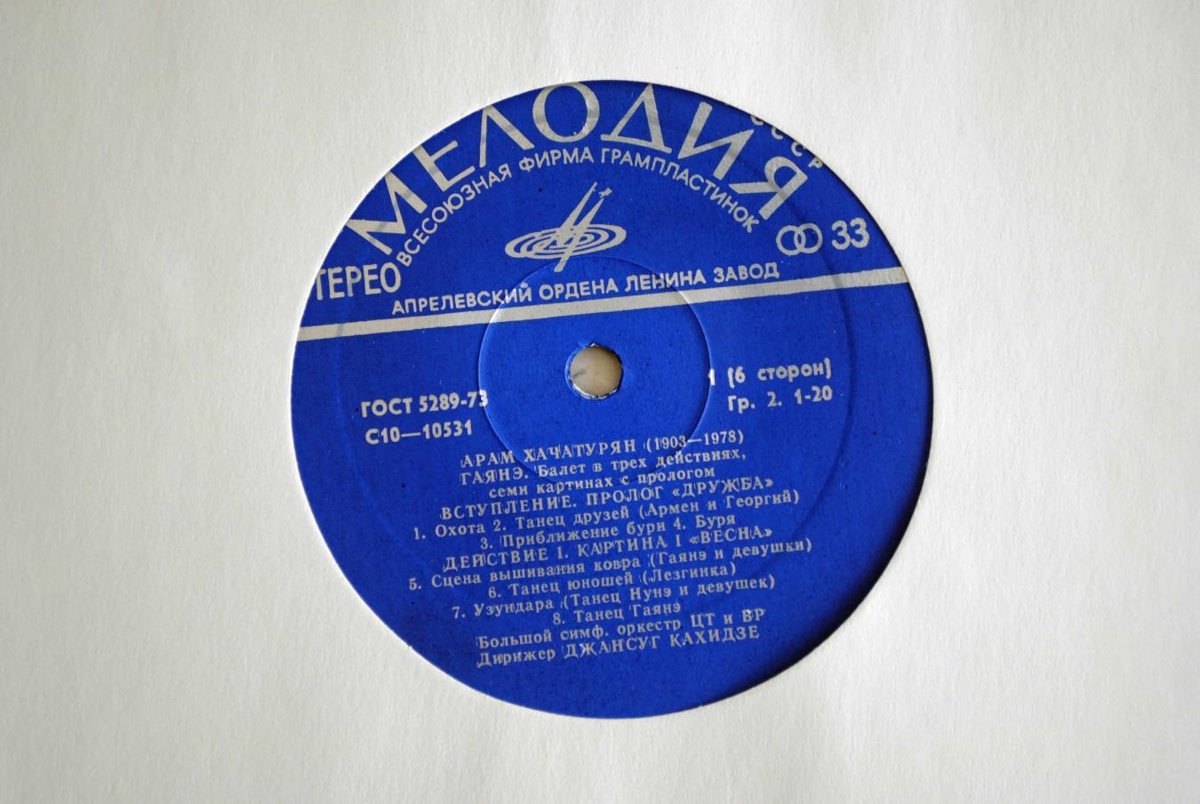 МЕЛОДИЯ
СССР
ВСЕСОЮЗНАЯ ФИРМА ГРАМПЛАСТИНОК
ТЕРЕО
33
АПРЕЛЕВСКИЙ ОРДЕНА ЛЕНИНА ЗАВОД
ГОСТ 5289-73
1 (6 сторон)
С10—10531
Гр. 2. 1-20
АРАМ ХАЧАТУРЯН (1903—1978)
ГАЯНЭ. Балет в трех действиях,
семи картинах с прологом
ВСТУПЛЕНИЕ. ПРОЛОГ «ДРУЖБА»
1. Охота 2. Танец друзей (Армен и Георгий)
3. Приближение бури 4. Буря
ДЕЙСТВИЕ 1. КАРТИНА 1 «ВЕСНА»
5. Сцена вышивания ковра (Гаянэ и девушки)
6. Танец юношей (Лезгинка)
7. Узундара (Танец Нунэ и девушек)
8. Танец Гаянэ
Большой симф. оркестр ЦТ и ВР
Дирижер ДЖАНСУГ КАХИДЗЕ